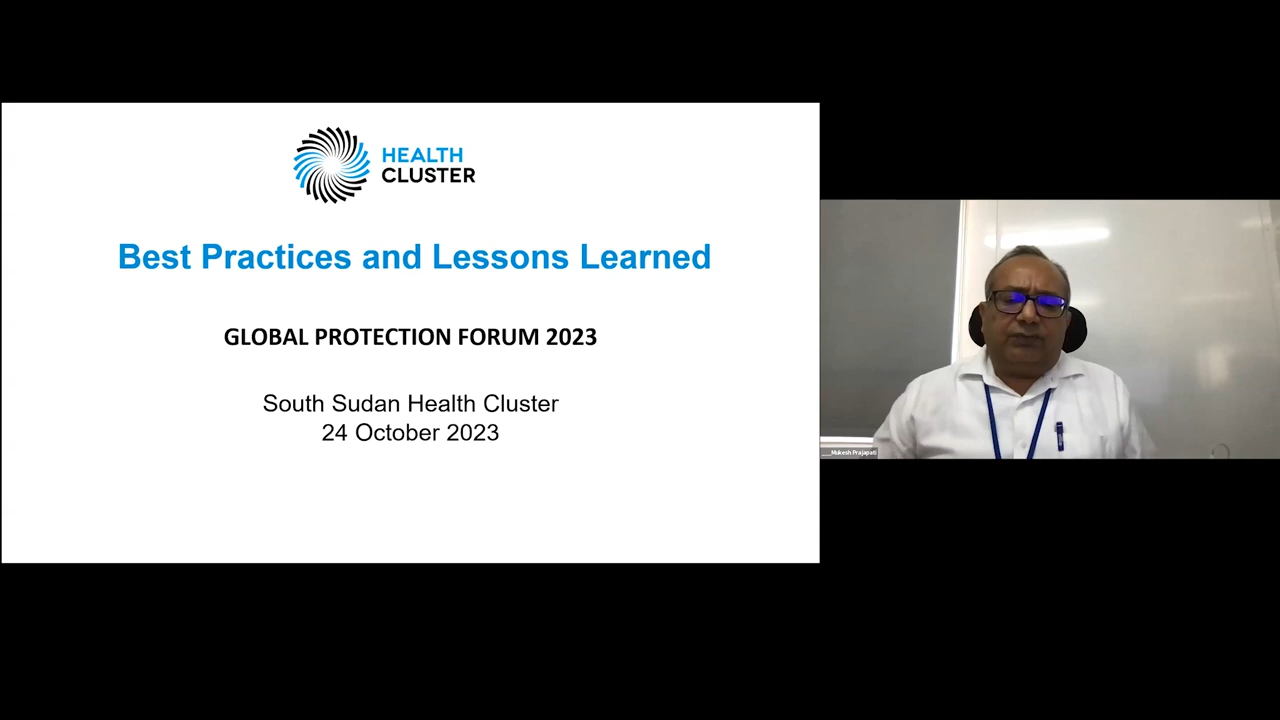 HEALTH
CLUSTER
Best Practices and Lessons Learned
GLOBAL PROTECTION FORUM 2023
South Sudan Health Cluster
24 October 2023
___Mukesh Prajapati